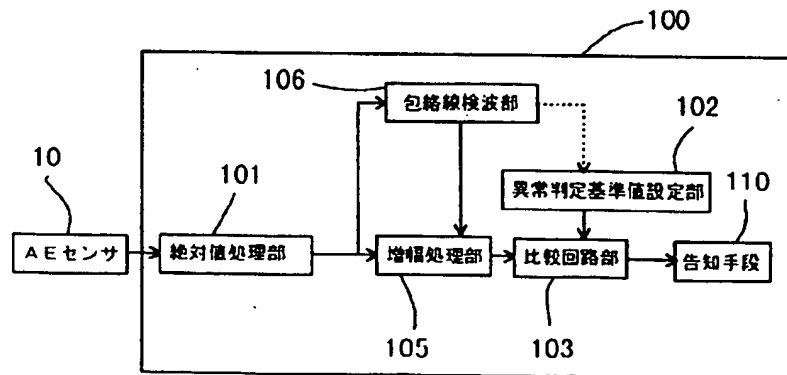 100
106
包絡線検波部
102
10
101
異常判定基準値設定部
110
AEセンサ
絶対値処理部
増幅処理部
比較回路部
告知手段
105
103